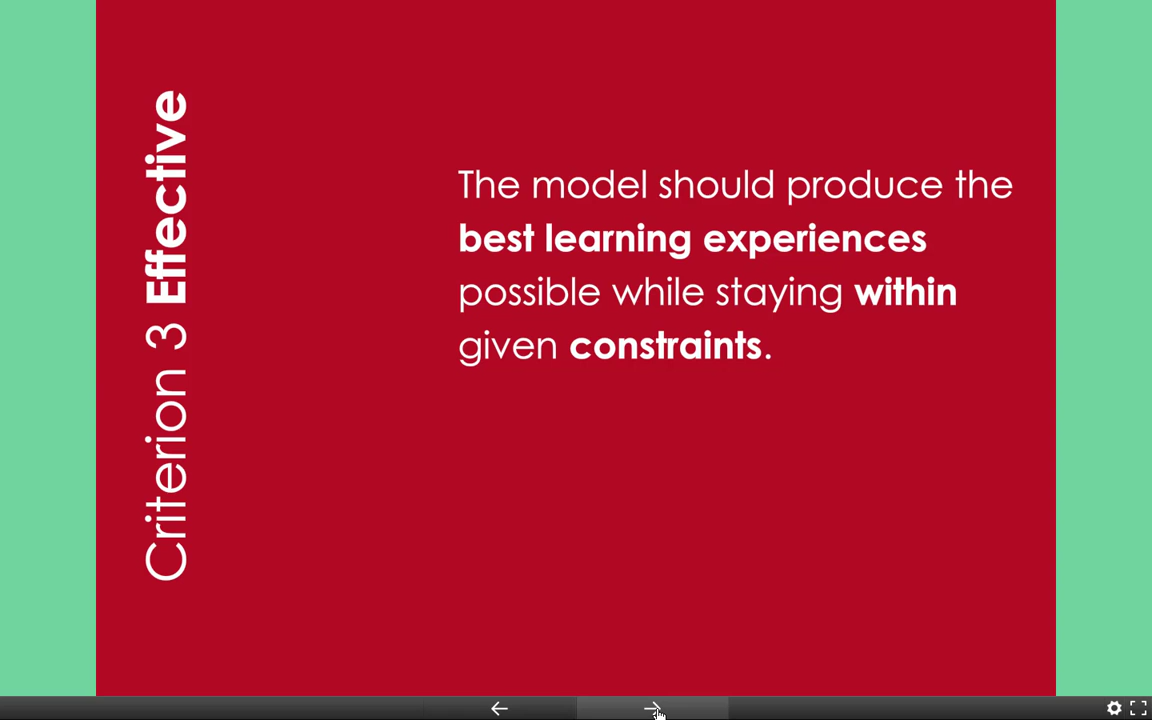 Criterion 3 Effective
The model should produce the
best learning experiences
possible while staying within
given constraints.